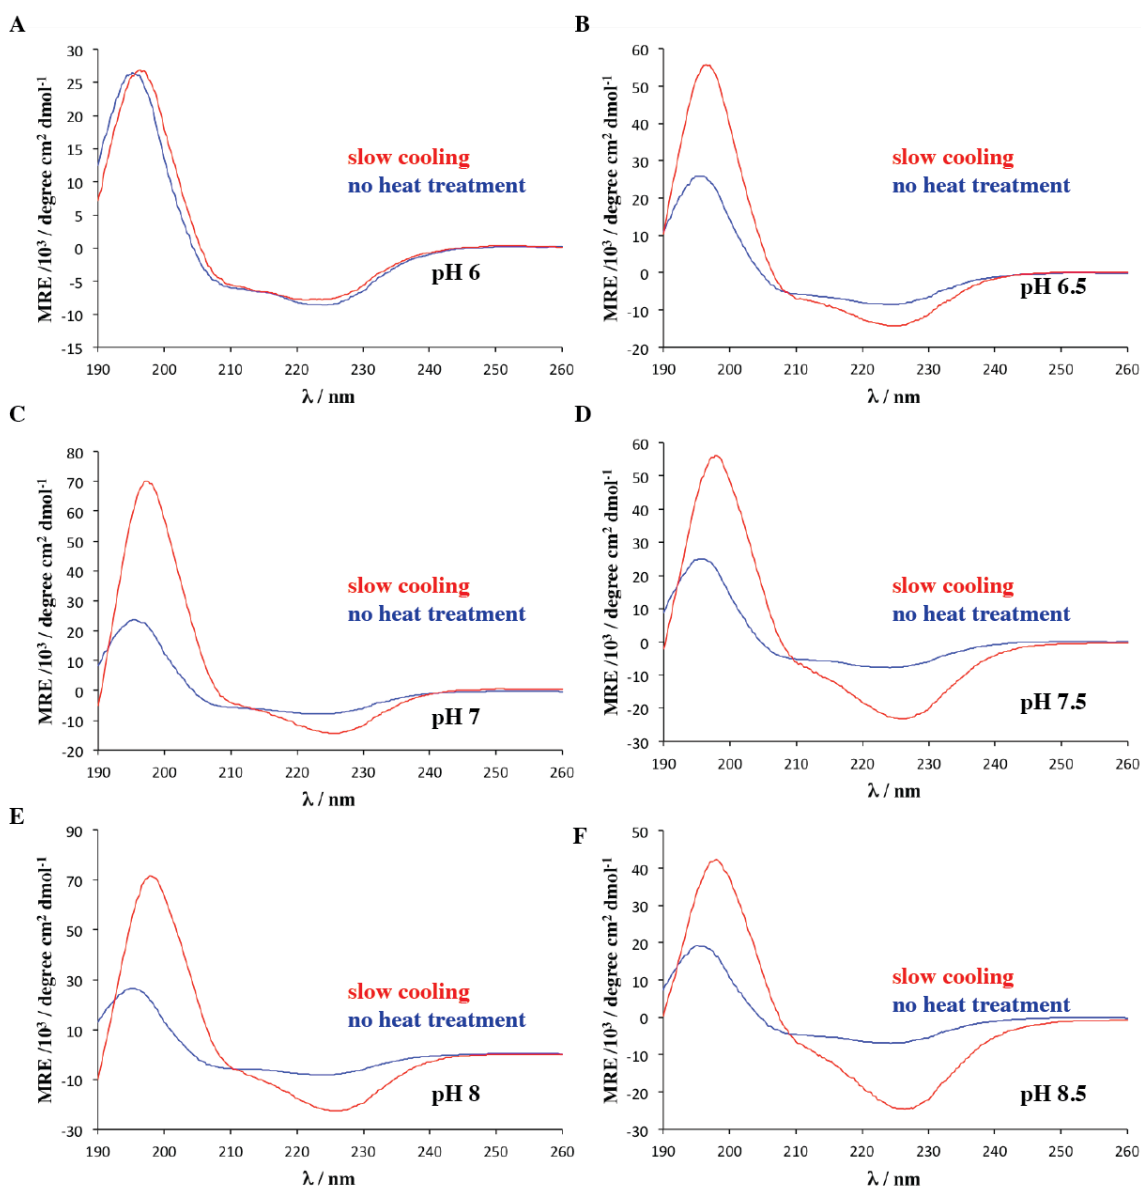 A
MRE /10³ / degree cm² dmol⁻¹
30
25
20
15
10
5
0
-5
-10
-15
slow cooling
no heat treatment
pH 6
190 200 210 220 230 240 250 260
λ / nm
B
MRE /10³ / degree cm² dmol⁻¹
60
50
40
30
20
10
0
-10
-20
slow cooling
no heat treatment
pH 6.5
190 200 210 220 230 240 250 260
λ / nm
C
MRE /10³ / degree cm² dmol⁻¹
80
70
60
50
40
30
20
10
0
-10
-20
slow cooling
no heat treatment
pH 7
190 200 210 220 230 240 250 260
λ / nm
D
MRE /10³ / degree cm² dmol⁻¹
60
50
40
30
20
10
0
-10
-20
-30
slow cooling
no heat treatment
pH 7.5
190 200 210 220 230 240 250 260
λ / nm
E
MRE /10³ / degree cm² dmol⁻¹
90
70
50
30
10
-10
-30
slow cooling
no heat treatment
pH 8
190 200 210 220 230 240 250 260
λ / nm
F
MRE /10³ / degree cm² dmol⁻¹
50
40
30
20
10
0
-10
-20
-30
slow cooling
no heat treatment
pH 8.5
190 200 210 220 230 240 250 260
λ / nm